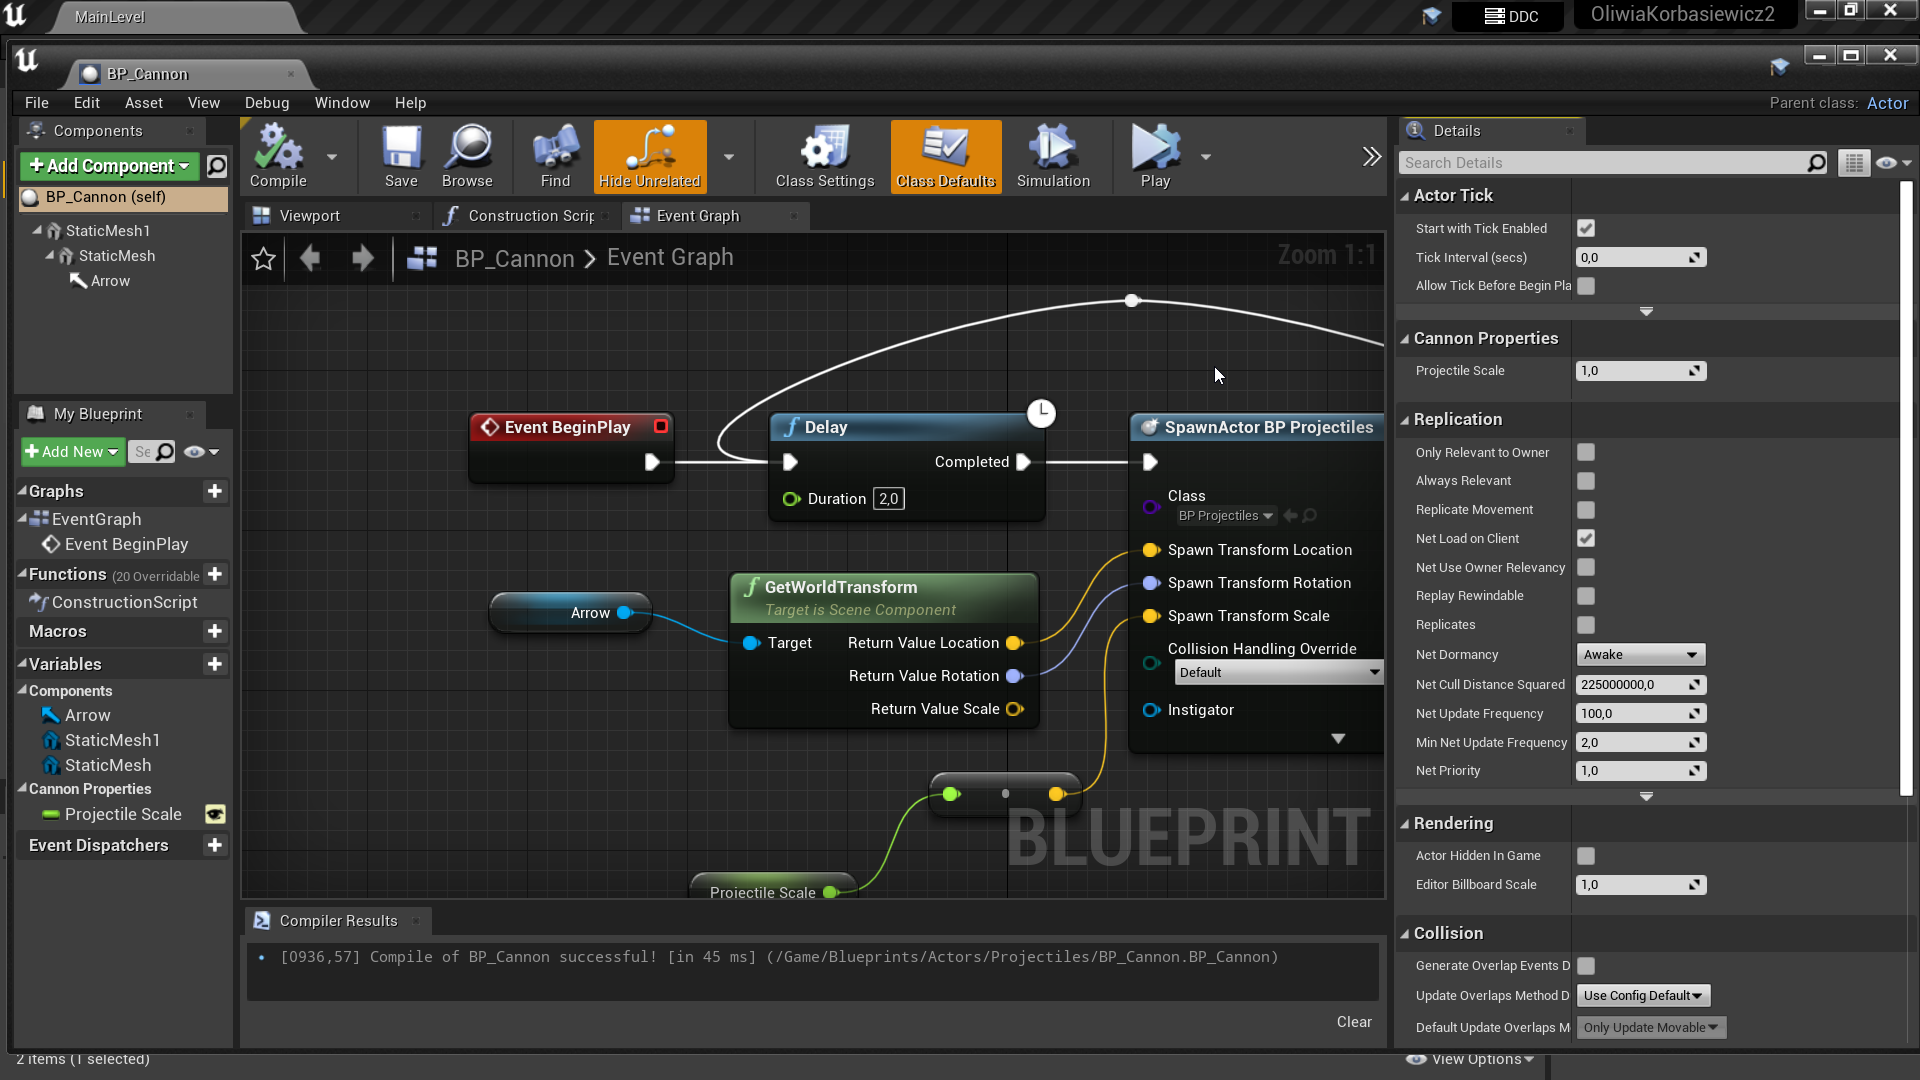 MainLevel
DDC
OliwiaKorbasiewicz2
BP_Cannon
File Edit Asset View Debug Window Help
Parent class: Actor
Components
Add Component
BP_Cannon (self)
StaticMesh1
StaticMesh
Arrow
My Blueprint
Add New
Se
Graphs
EventGraph
Event BeginPlay
Functions (20 Overridable
ConstructionScript
Macros
Variables
Components
Arrow
StaticMesh1
StaticMesh
Cannon Properties
Projectile Scale
Event Dispatchers
Compile
Save
Browse
Find
Hide Unrelated
Class Settings
Class Defaults
Simulation
Play
Viewport
Construction Scrip
Event Graph
BP_Cannon > Event Graph
Zoom 1:1
Event BeginPlay
Delay
Completed
Duration 2,0
SpawnActor BP Projectiles
Class
BP Projectiles
Spawn Transform Location
Spawn Transform Rotation
Spawn Transform Scale
Collision Handling Override
Default
Instigator
Arrow
GetWorldTransform
Target is Scene Component
Target
Return Value Location
Return Value Rotation
Return Value Scale
Projectile Scale
BLUEPRINT
Compiler Results
[0936,57] Compile of BP_Cannon successful! [in 45 ms] (/Game/Blueprints/Actors/Projectiles/BP_Cannon.BP_Cannon)
Clear
Details
Search Details
Actor Tick
Start with Tick Enabled
Tick Interval (secs) 0,0
Allow Tick Before Begin Pla
Cannon Properties
Projectile Scale 1,0
Replication
Only Relevant to Owner
Always Relevant
Replicate Movement
Net Load on Client
Net Use Owner Relevancy
Replay Rewindable
Replicates
Net Dormancy Awake
Net Cull Distance Squared 225000000,0
Net Update Frequency 100,0
Min Net Update Frequency 2,0
Net Priority 1,0
Rendering
Actor Hidden In Game
Editor Billboard Scale 1,0
Collision
Generate Overlap Events D
Update Overlaps Method D Use Config Default
Default Update Overlaps M Only Update Movable
2 items (1 selected)
View Options